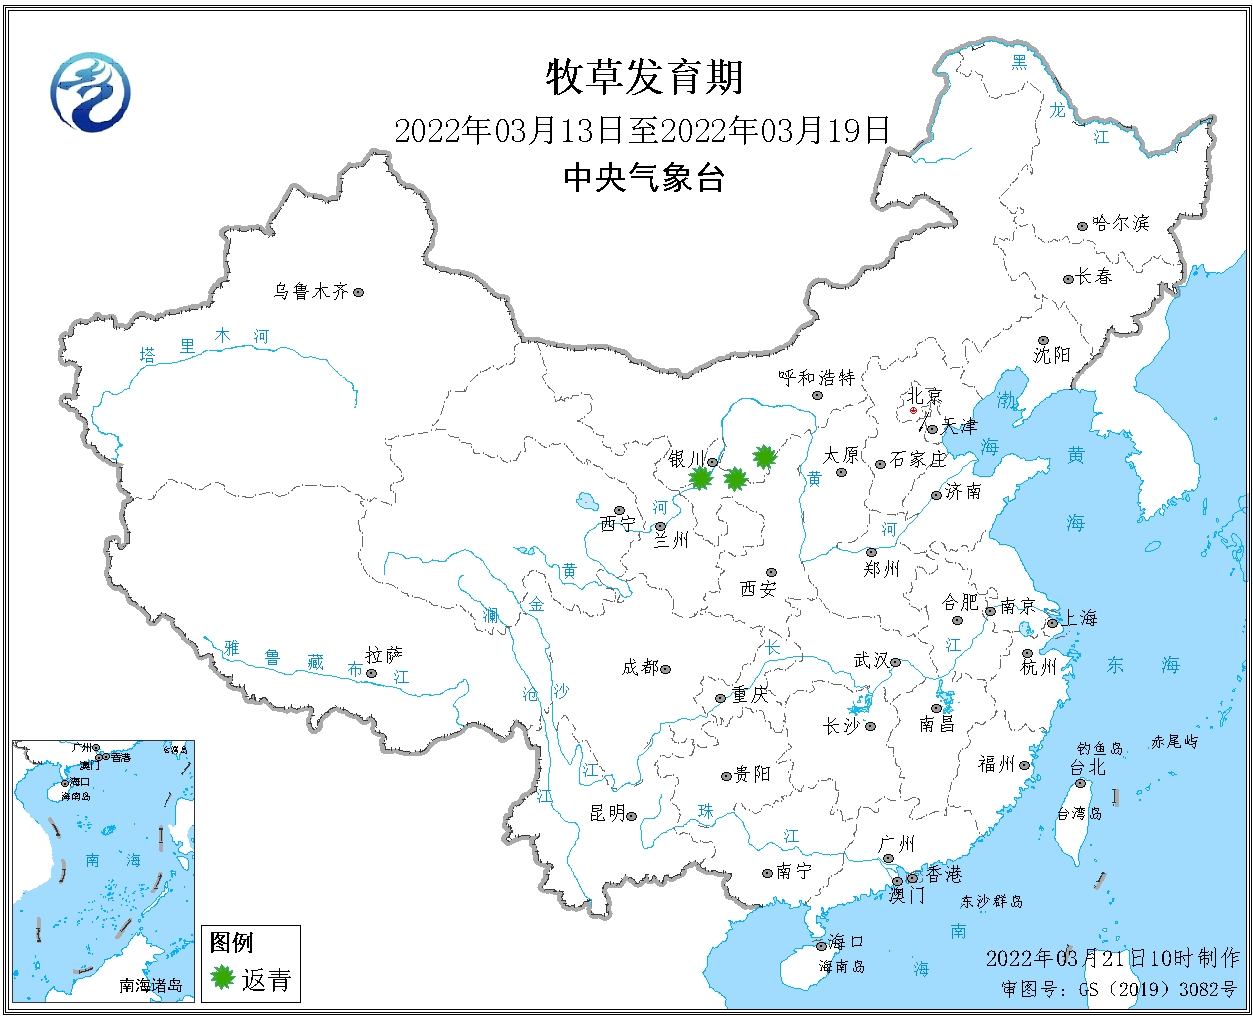 牧草发育期
2022年03月13日至2022年03月19日
中央气象台
黑
龙
江
哈尔滨
长春
乌鲁木齐
塔里木河
沈阳
呼和浩特
北京
天津
渤
海
银川
太原
石家庄
黄
海
黄
济南
西宁
河
兰州
河
郑州
黄
西安
澜
金
合肥
南京
上海
雅鲁藏布江
拉萨
成都
长
武汉
江
杭州
东海
沧
沙
重庆
长沙
南昌
钓鱼岛
赤尾屿
福州
台北
贵阳
江
江
昆明
珠
江
台湾岛
广州
南宁
香港
澳门
东沙群岛
南
海
海口
海南岛
广州
香港
澳门
海口
海南岛
台湾岛
南海
南海诸岛
图例
返青
2022年03月21日10时制作
审图号: GS (2019) 3082号